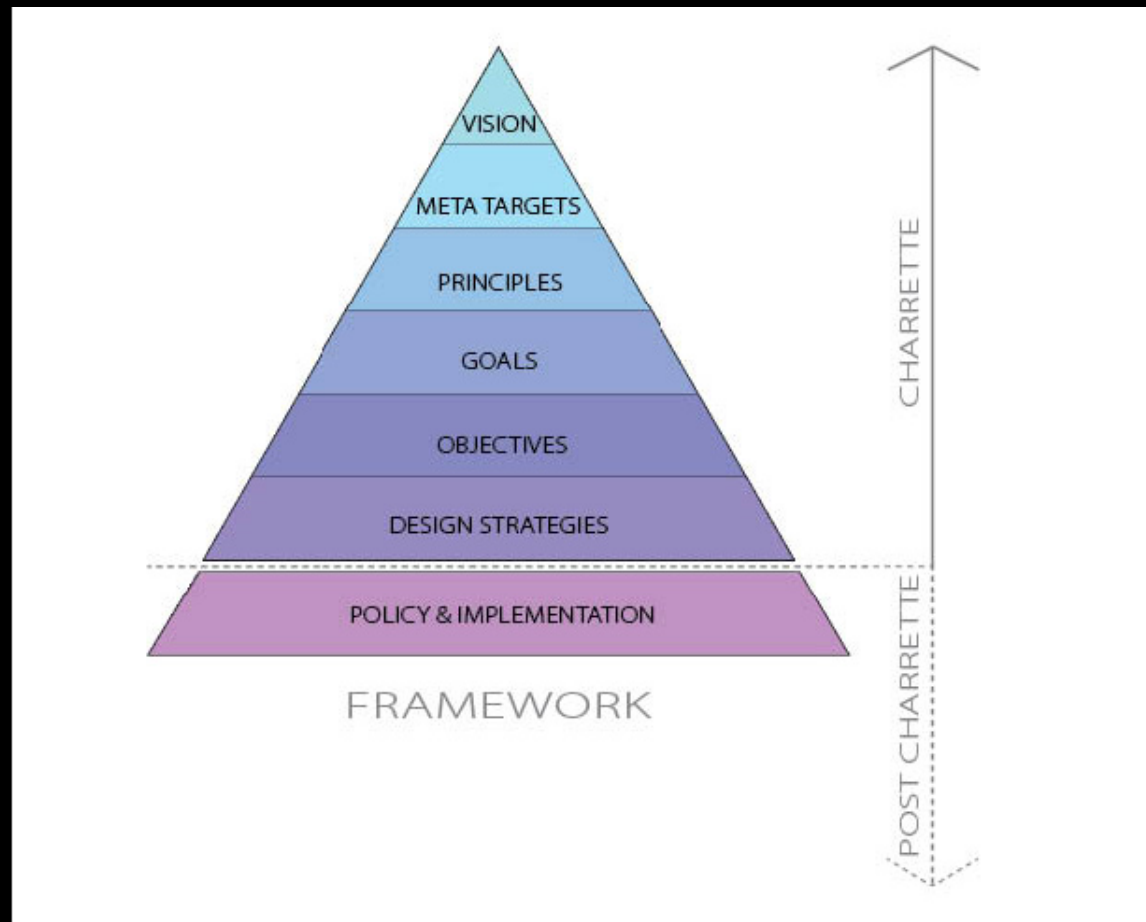 VISION
META TARGETS
PRINCIPLES
GOALS
OBJECTIVES
DESIGN STRATEGIES
POLICY & IMPLEMENTATION
FRAMEWORK
CHARRETTE
POST CHARRETTE